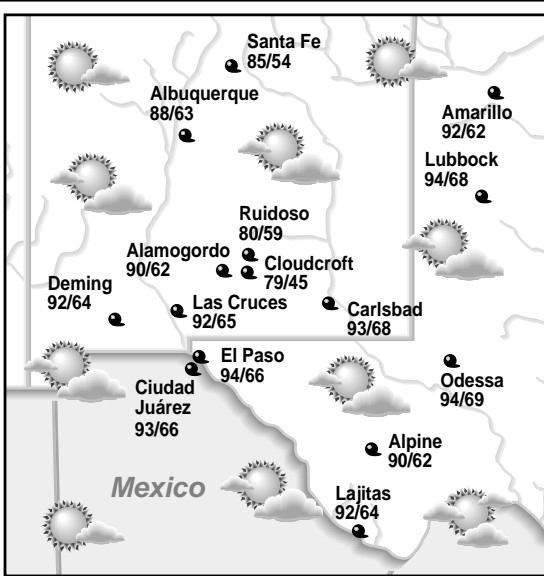 Santa Fe
85/54
Albuquerque
88/63
Amarillo
92/62
Lubbock
94/68
Ruidoso
80/59
Alamogordo
90/62
Cloudcroft
79/45
Deming
92/64
Las Cruces
92/65
Carlsbad
93/68
El Paso
94/66
Ciudad
Juárez
93/66
Odessa
94/69
Alpine
90/62
Mexico
Lajitas
92/64